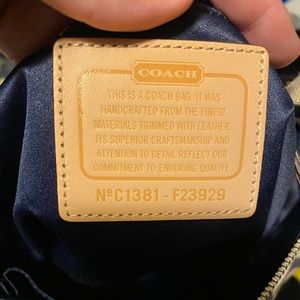 COACH
THIS IS A COACH BAG. IT WAS
HANDCRAFTED FROM THE FINEST
MATERIALS TRIMMED WITH LEATHER.
ITS SUPERIOR CRAFTSMANSHIP AND
ATTENTION TO DETAIL REFLECT OUR
COMMITMENT TO ENDURING QUALITY.
NºC1381-F23929